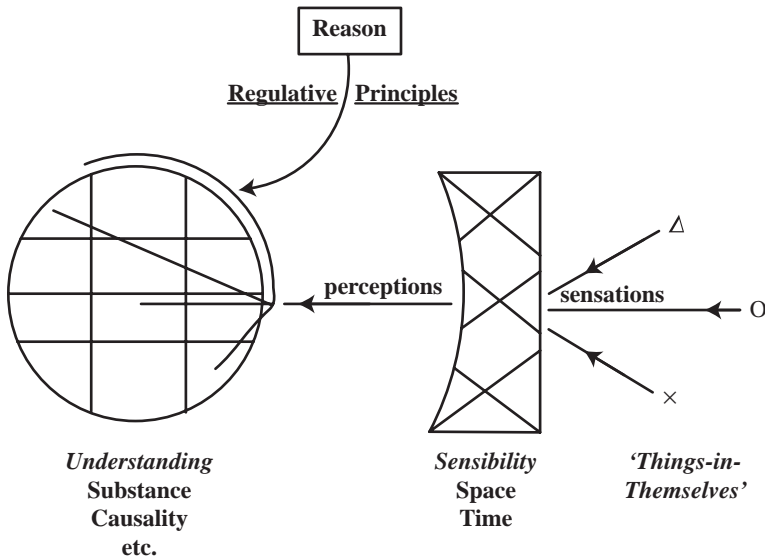 Reason
Regulative Principles
Δ
perceptions
sensations
O
×
Understanding
Substance
Causality
etc.
Sensibility
Space
Time
‘Things-in-
Themselves’